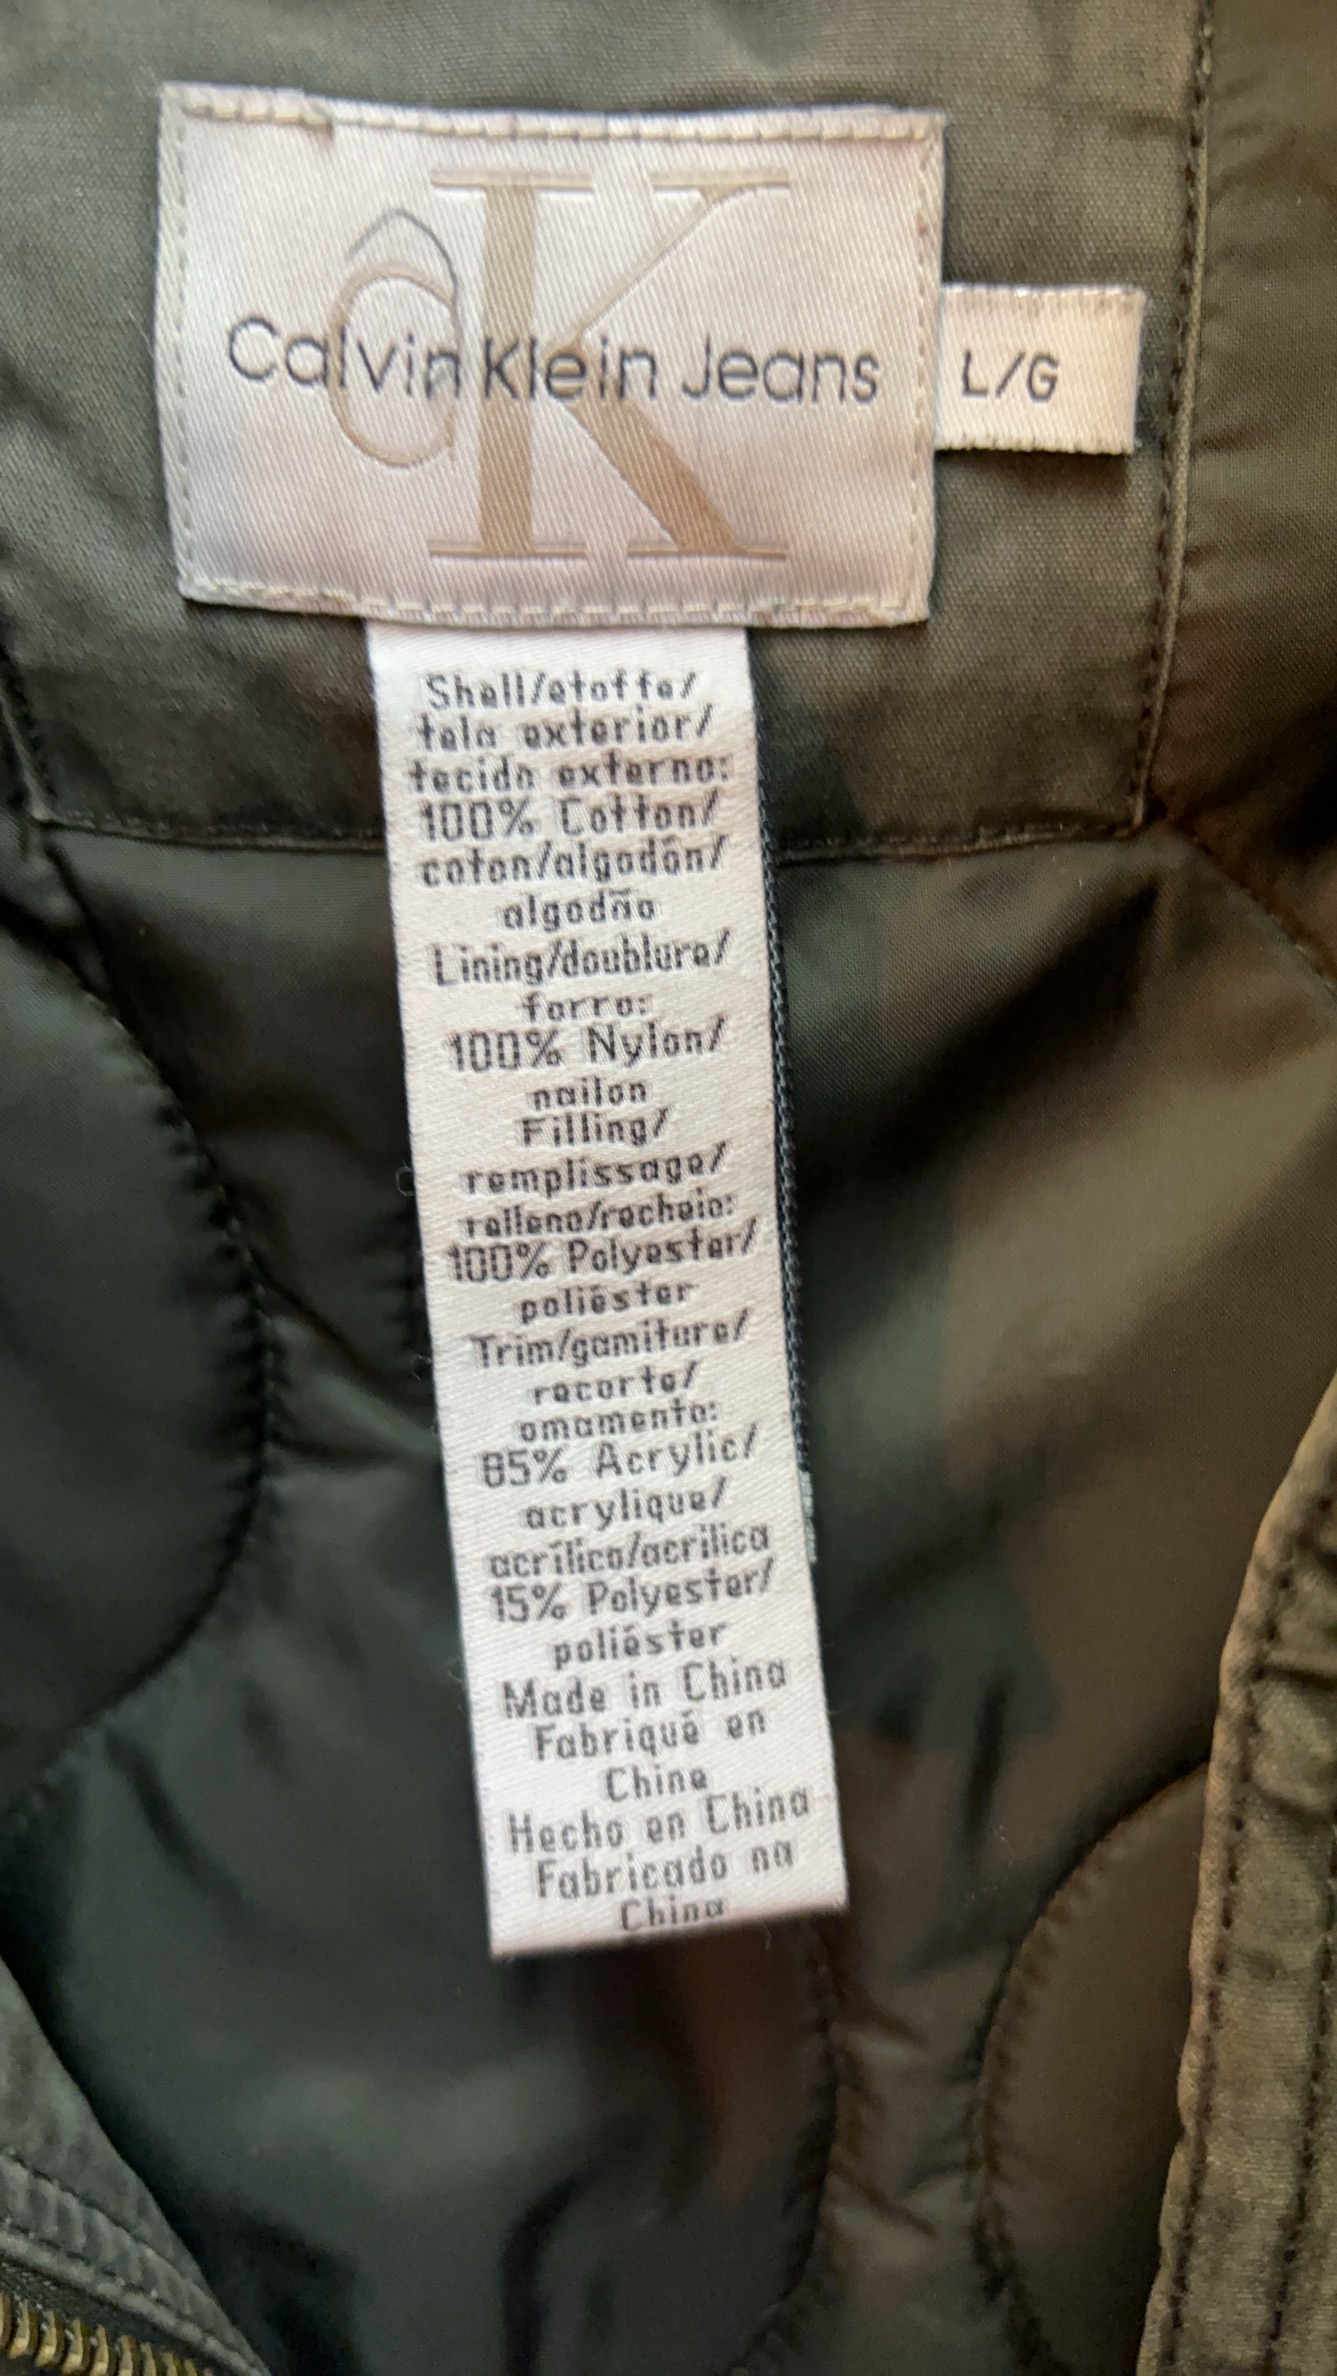 CK
Calvin Klein Jeans
L/G
Shell/étoffe/
tela exterior/
tecido externo:
100% Cotton/
coton/algodón/
algodão
Lining/doublure/
forro:
100% Nylon/
nailon
Filling/
remplissage/
relleno/recheio:
100% Polyester/
poliéster
Trim/garniture/
recorte/
ornamento:
85% Acrylic/
acrylique/
acrílico/acrílica
15% Polyester/
poliéster
Made in China
Fabriqué en
Chine
Hecho en China
Fabricado na
China